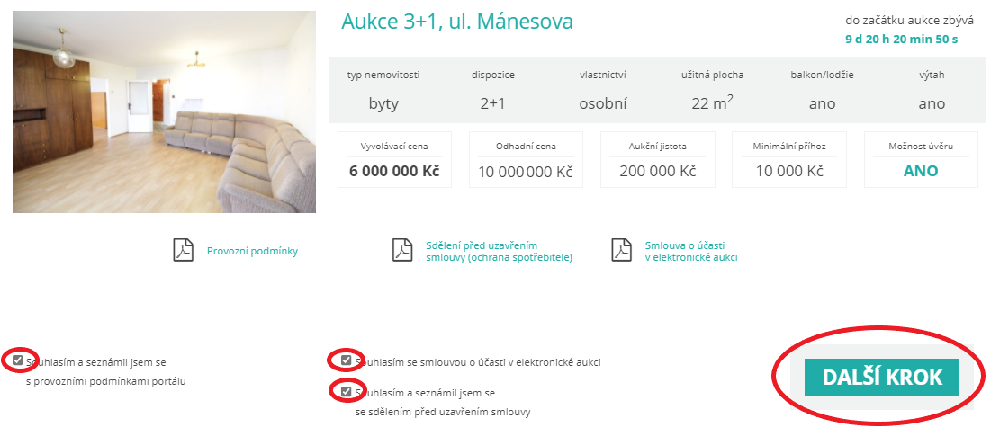 Aukce 3+1, ul. Mánesova
do začátku aukce zbývá
9 d 20 h 20 min 50 s
typ nemovitosti dispozice vlastnictví užitná plocha balkon/lodžie výtah
byty 2+1 osobní 22 m² ano ano
Vyvolávací cena Odhadní cena Aukční jistota Minimální příhoz Možnost úvěru
6 000 000 Kč 10 000 000 Kč 200 000 Kč 10 000 Kč ANO
Provozní podmínky
Sdělení před uzavřením
smlouvy (ochrana spotřebitele)
Smlouva o účasti
v elektronické aukci
Souhlasím a seznámil jsem se
s provozními podmínkami portálu
Souhlasím se smlouvou o účasti v elektronické aukci
Souhlasím a seznámil jsem se
se sdělením před uzavřením smlouvy
DALŠÍ KROK